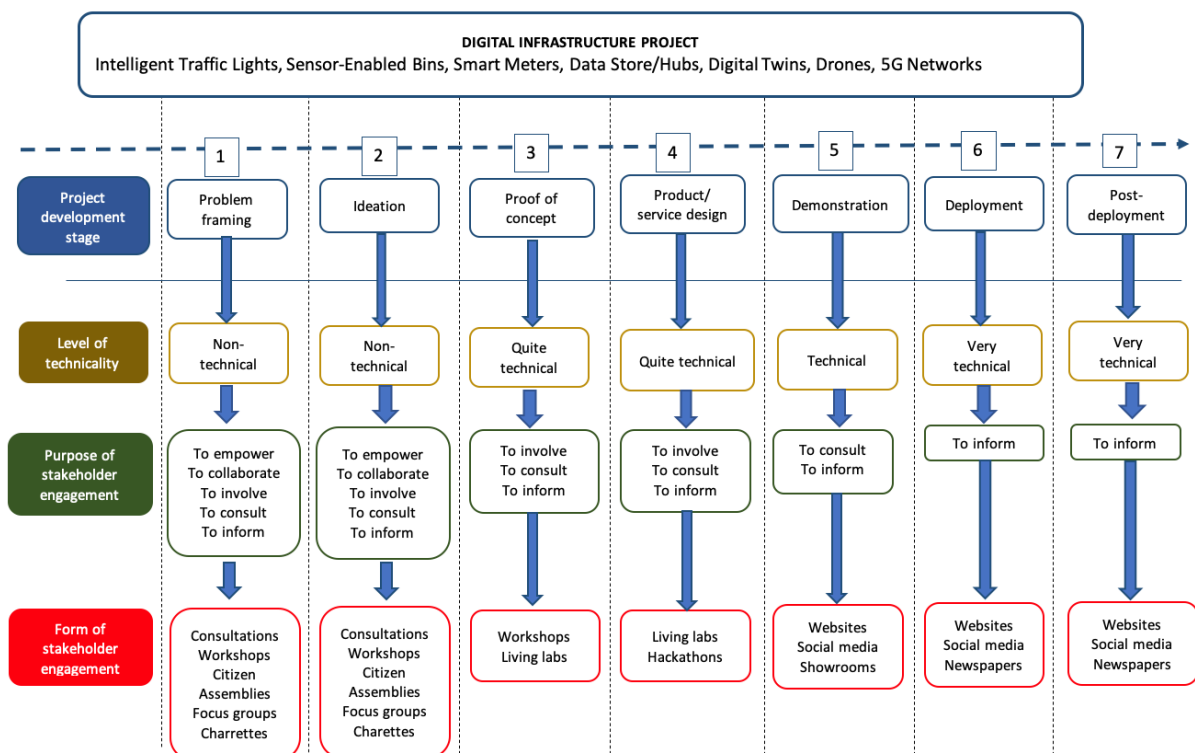 DIGITAL INFRASTRUCTURE PROJECT
Intelligent Traffic Lights, Sensor-Enabled Bins, Smart Meters, Data Store/Hubs, Digital Twins, Drones, 5G Networks
1
2
3
4
5
6
7
Project
development
stage
Problem
framing
Ideation
Proof of
concept
Product/
service design
Demonstration
Deployment
Post-
deployment
Level of
technicality
Non-
technical
Non-
technical
Quite
technical
Quite technical
Technical
Very
technical
Very
technical
Purpose of
stakeholder
engagement
To empower
To collaborate
To involve
To consult
To inform
To empower
To collaborate
To involve
To consult
To inform
To involve
To consult
To inform
To involve
To consult
To inform
To consult
To inform
To inform
To inform
Form of
stakeholder
engagement
Consultations
Workshops
Citizen
Assemblies
Focus groups
Charrettes
Consultations
Workshops
Citizen
Assemblies
Focus groups
Charettes
Workshops
Living labs
Living labs
Hackathons
Websites
Social media
Showrooms
Websites
Social media
Newspapers
Websites
Social media
Newspapers